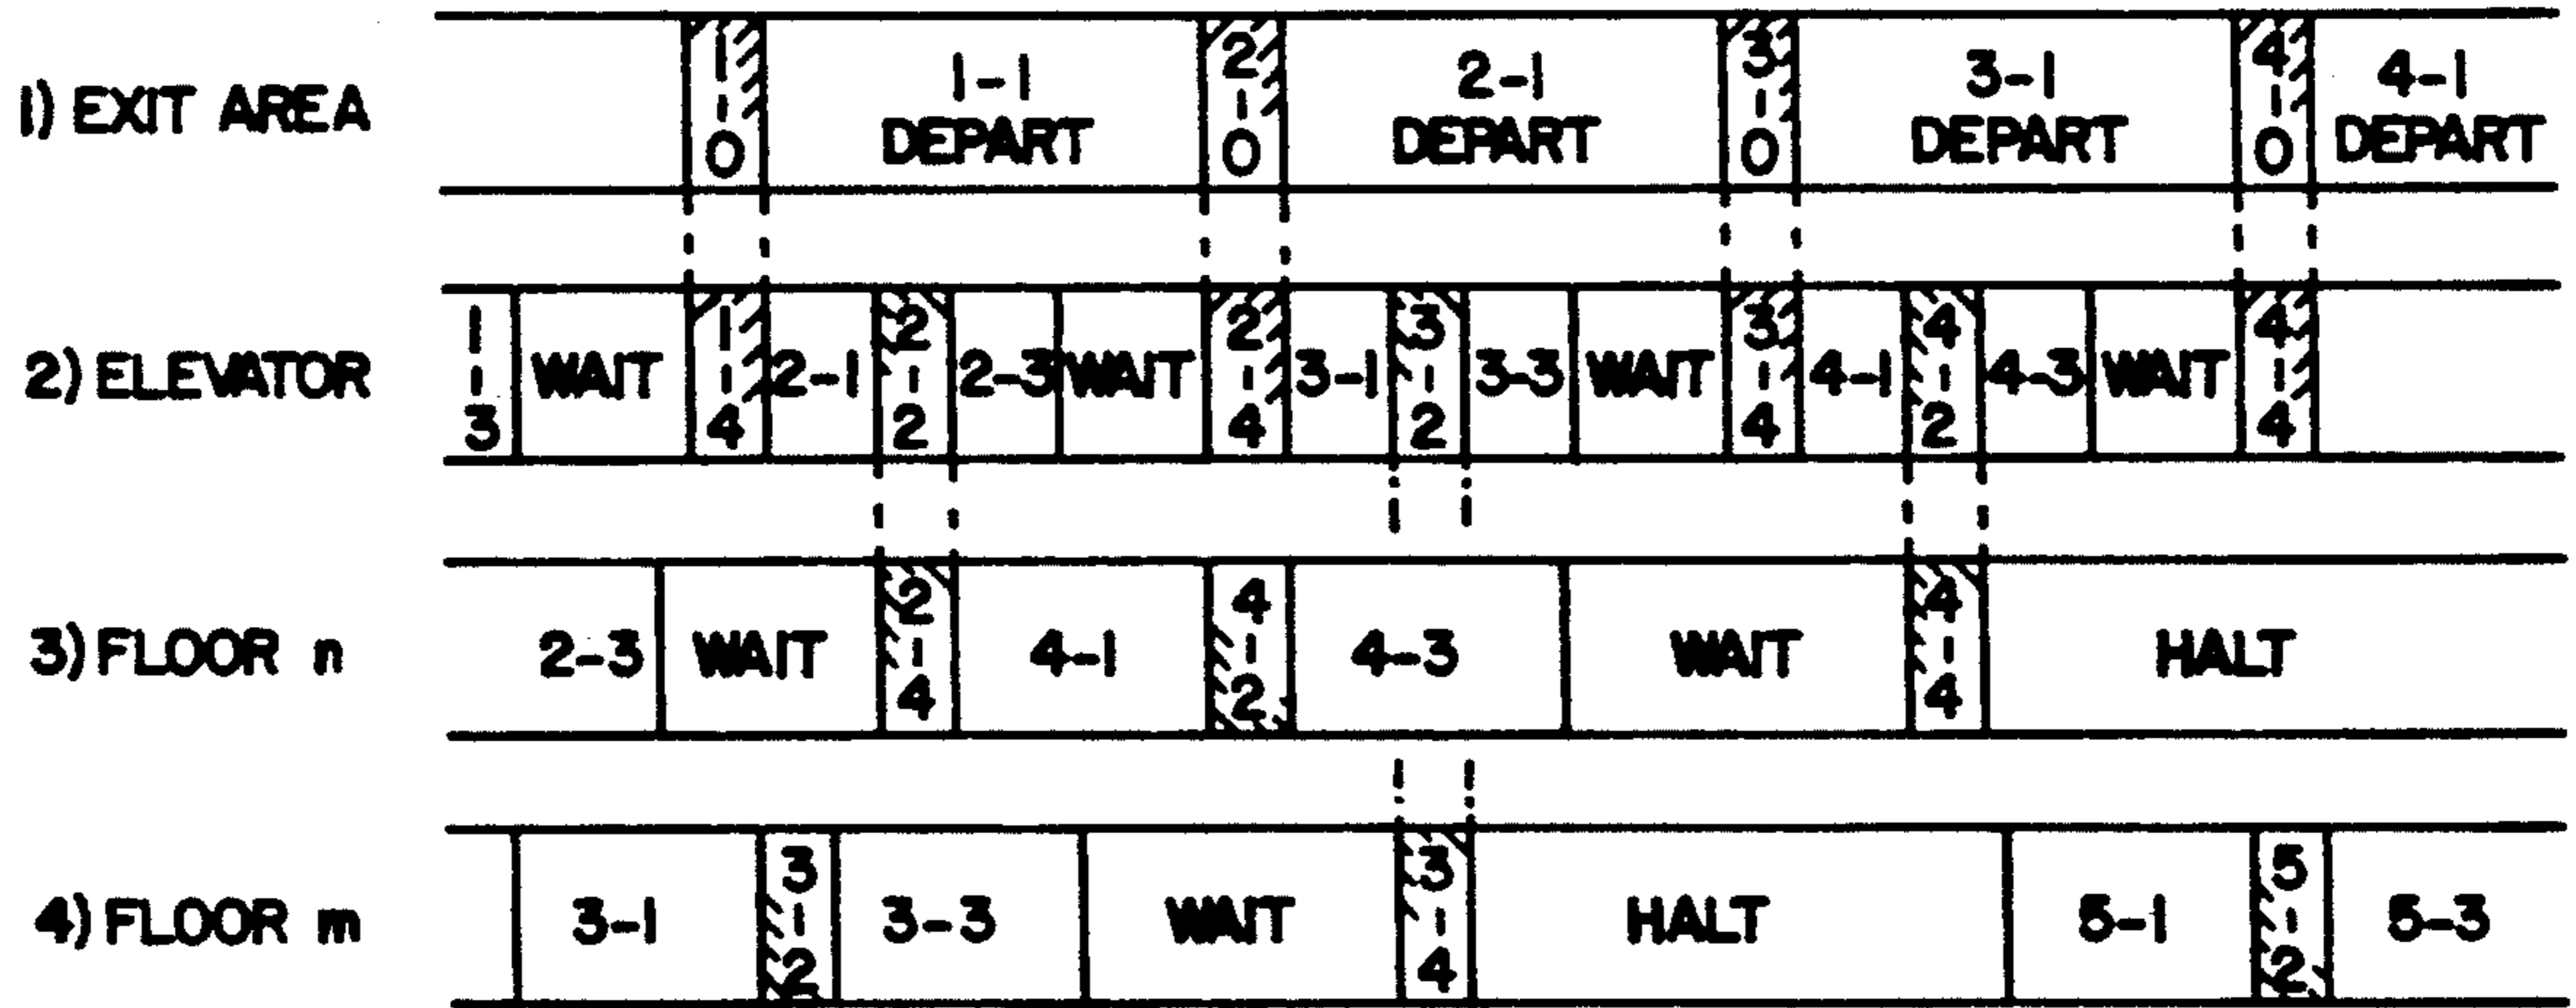 1) EXIT AREA 1-0 1-1 DEPART 2-0 2-1 DEPART 3-0 3-1 DEPART 4-0 4-1 DEPART
2) ELEVATOR 1-3 WAIT 1-4 2-1 2-2 2-3 WAIT 2-4 3-1 3-2 3-3 WAIT 3-4 4-1 4-2 4-3 WAIT 4-4
3) FLOOR n 2-3 WAIT 2-4 4-1 4-2 4-3 WAIT 4-4 HALT
4) FLOOR m 3-1 3-2 3-3 WAIT 3-4 HALT 5-1 5-2 5-3